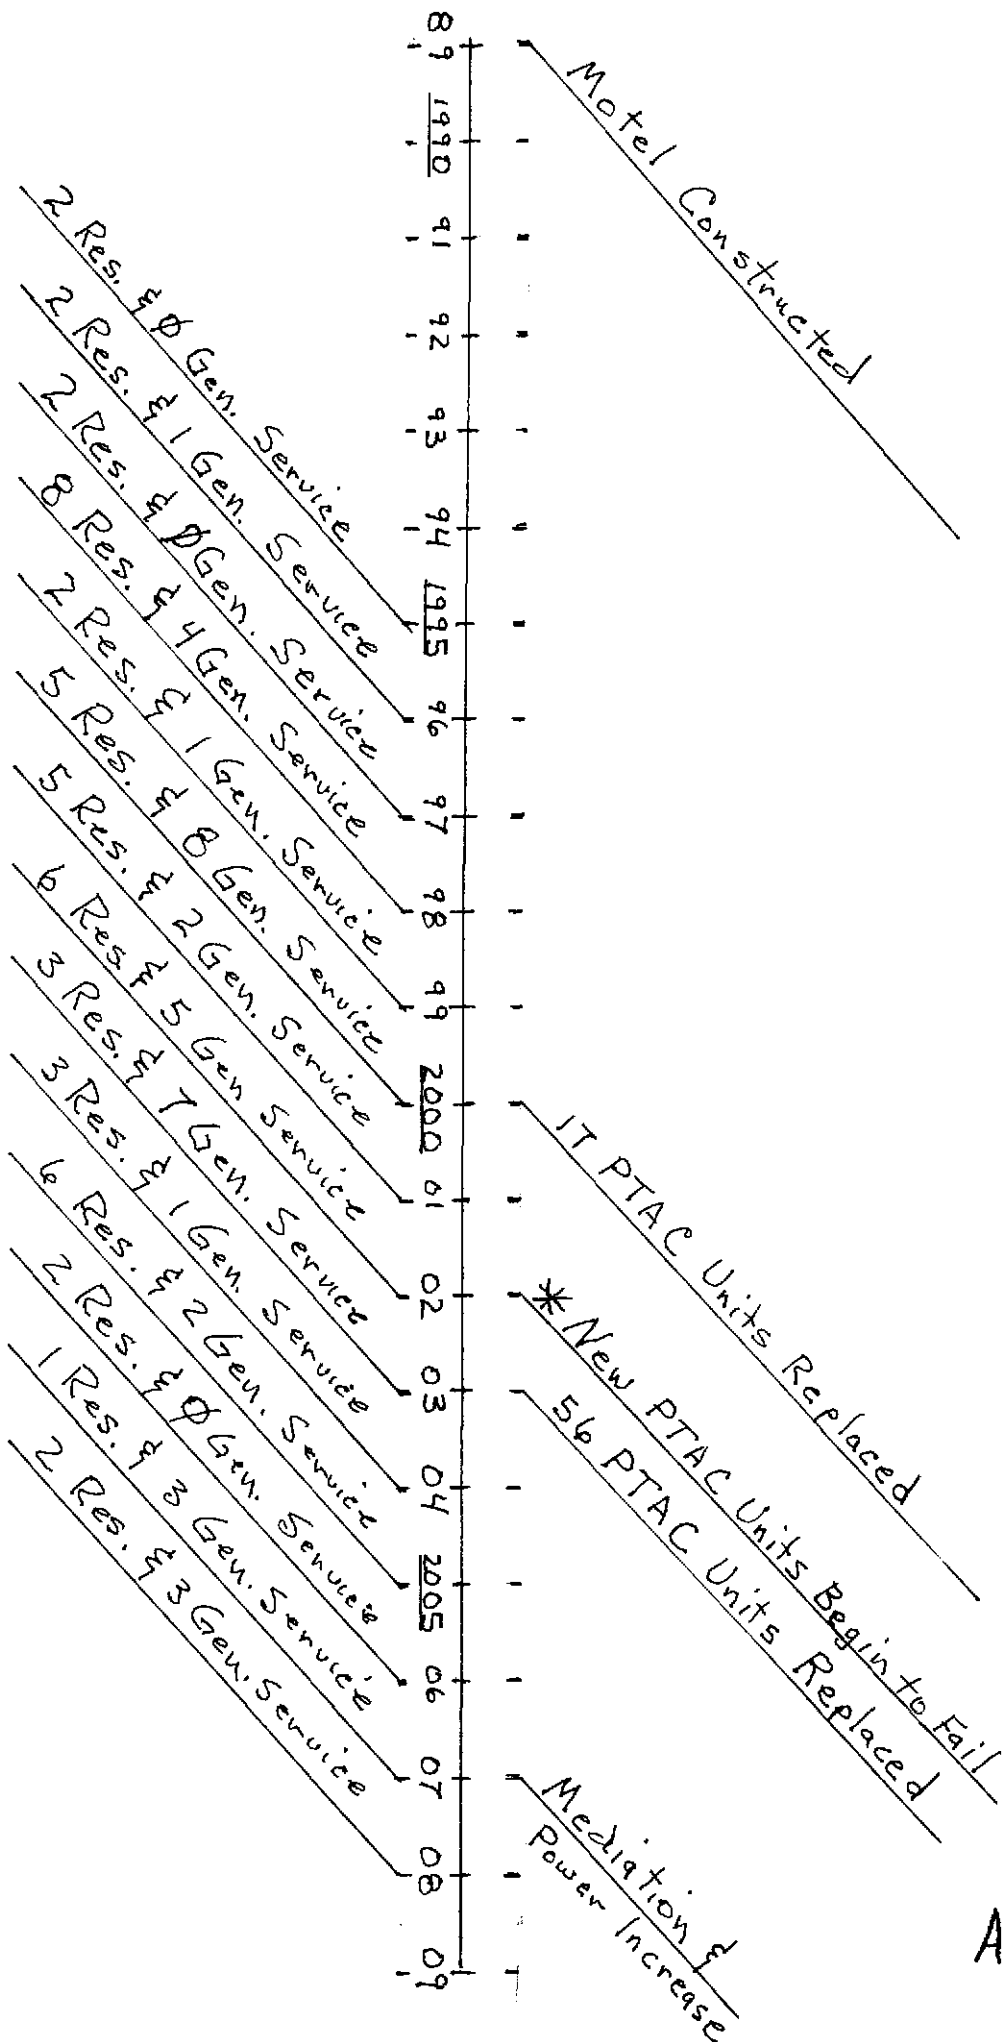 Motel Constructed
17 PTAC Units Replaced
* New PTAC Units Begin to Fail
56 PTAC Units Replaced
Mediation &
Power Increase
89 1990 91 92 93 94 1995 96 97 98 99 2000 01 02 03 04 2005 06 07 08 09
2 Res. & Ø Gen. Service
2 Res. & 1 Gen. Service
2 Res. & Ø Gen. Service
8 Res. & 4 Gen. Service
2 Res. & 1 Gen. Service
5 Res. & 8 Gen. Service
5 Res. & 2 Gen. Service
6 Res. & 5 Gen Service
3 Res. & 7 Gen. Service
3 Res. & 1 Gen. Service
6 Res. & 2 Gen. Service
2 Res. & Ø Gen. Service
1 Res. & 3 Gen. Service
2 Res. & 3 Gen. Service
A